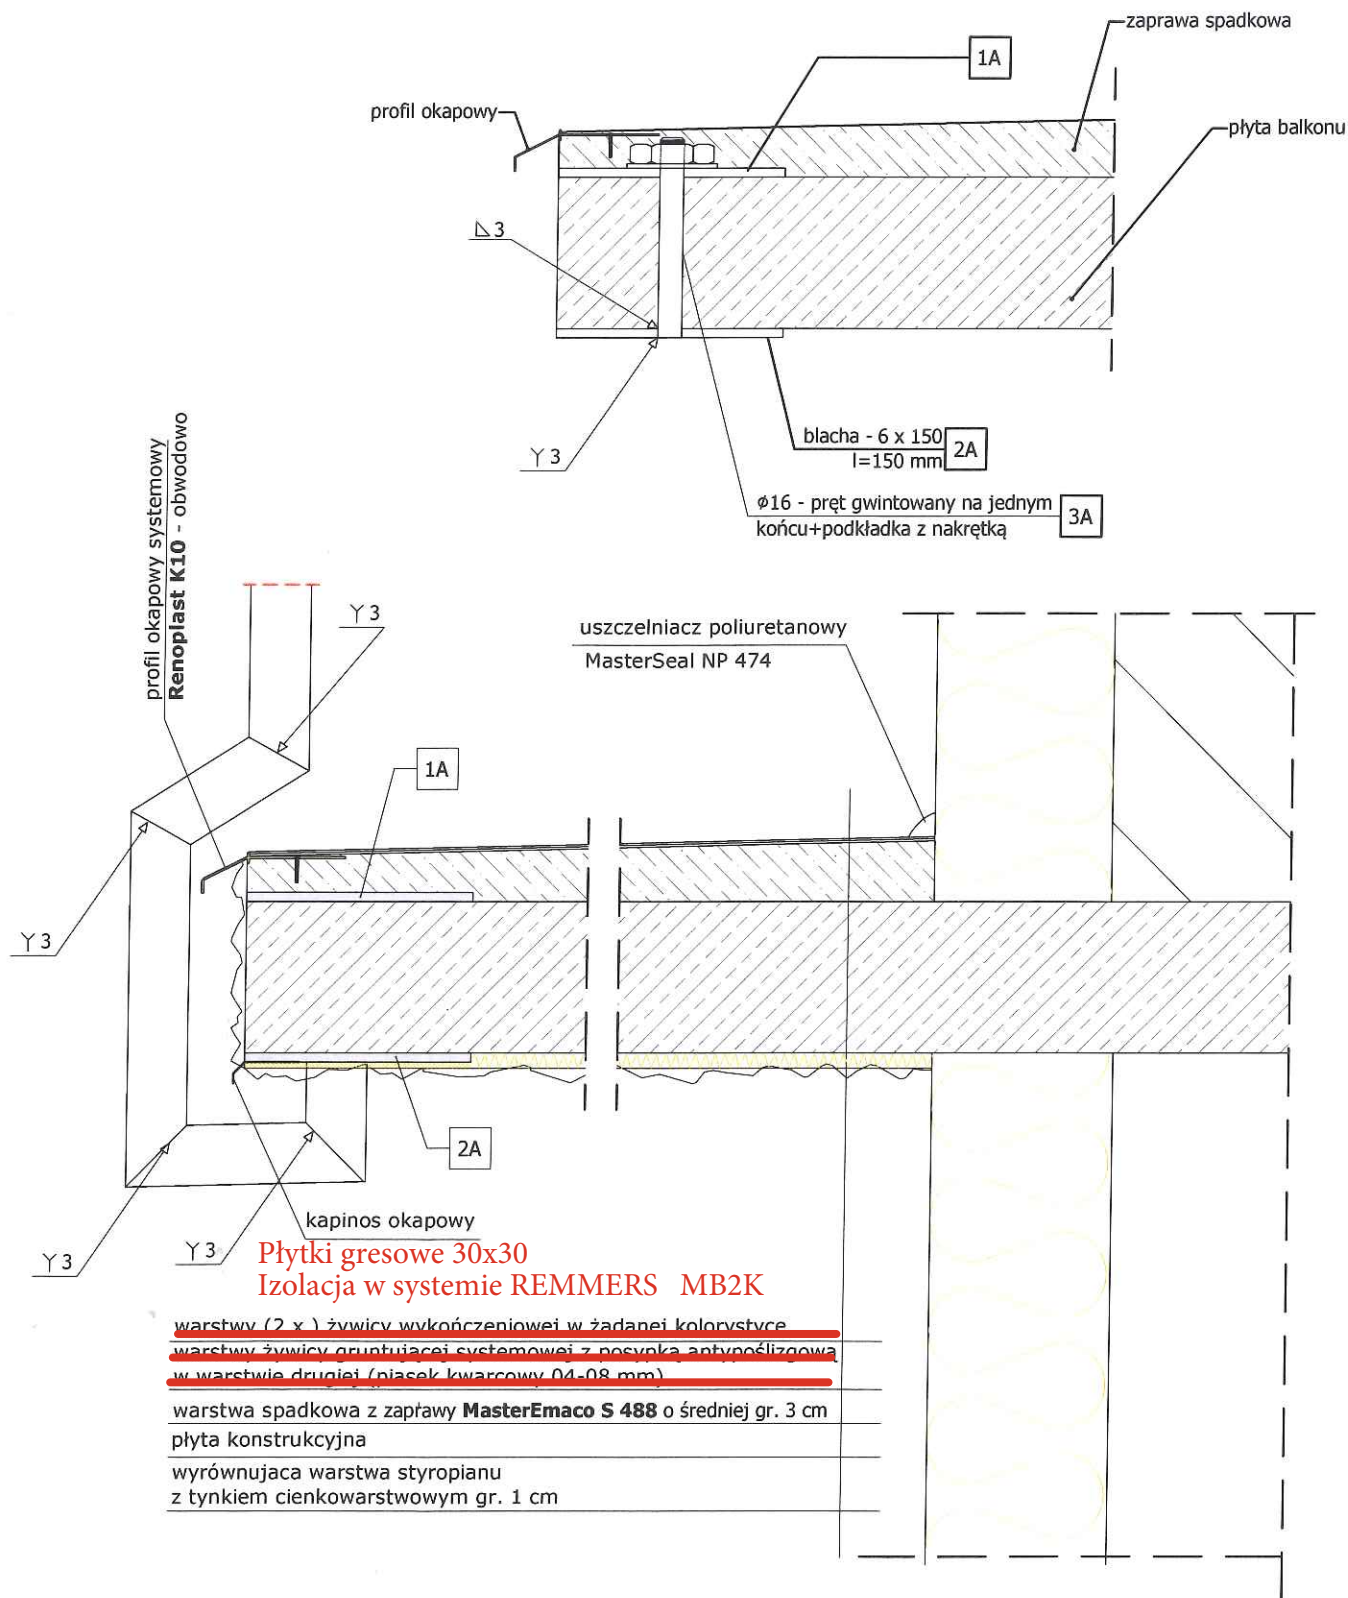 zaprawa spadkowa
1A
profil okapowy
płyta balkonu
3
blacha - 6 x 150
l=150 mm
2A
Y 3
ϕ16 - pręt gwintowany na jednym
końcu+podkładka z nakrętką
3A
profil okapowy systemowy
Renoplast K10 - obwodowo
Y 3
uszczelniacz poliuretanowy
MasterSeal NP 474
1A
Y 3
2A
kapinos okapowy
Y 3
Y 3
Płytki gresowe 30x30
Izolacja w systemie REMMERS MB2K
warstwy (2 x ) żywicy wykończeniowej w żądanej kolorystyce
warstwy żywicy gruntującej systemowej z posypką antypoślizgową
w warstwie drugiej (piasek kwarcowy 04-08 mm)
warstwa spadkowa z zapławy MasterEmaco S 488 o średniej gr. 3 cm
płyta konstrukcyjna
wyrównujaca warstwa styropianu
z tynkiem cienkowarstwowym gr. 1 cm